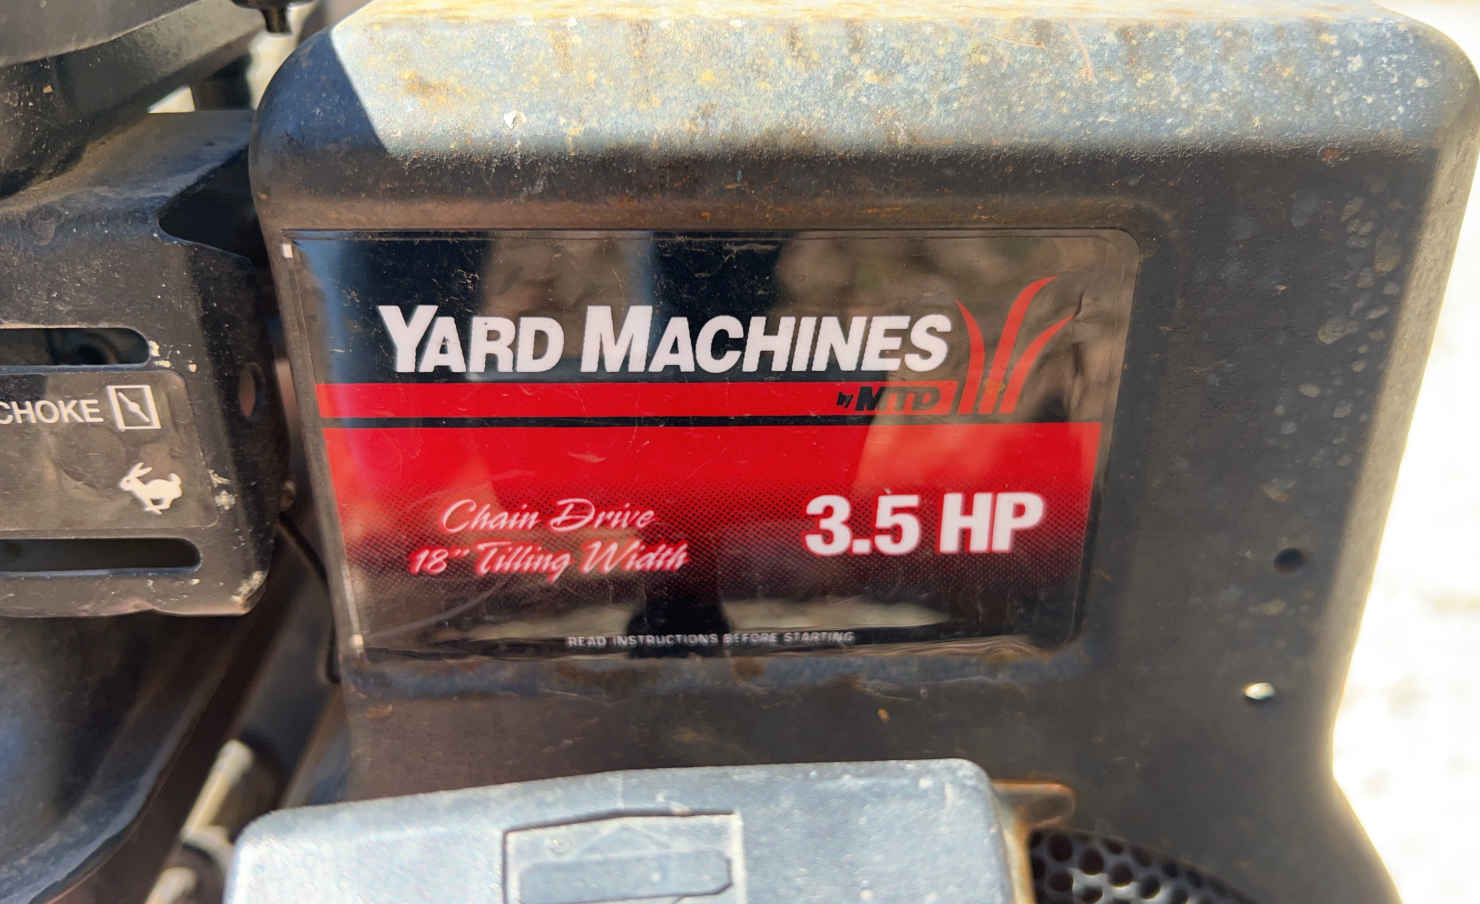 YARD MACHINES
by MTD
CHOKE
Chain Drive
18" Tilling Width
3.5 HP
READ INSTRUCTIONS BEFORE STARTING